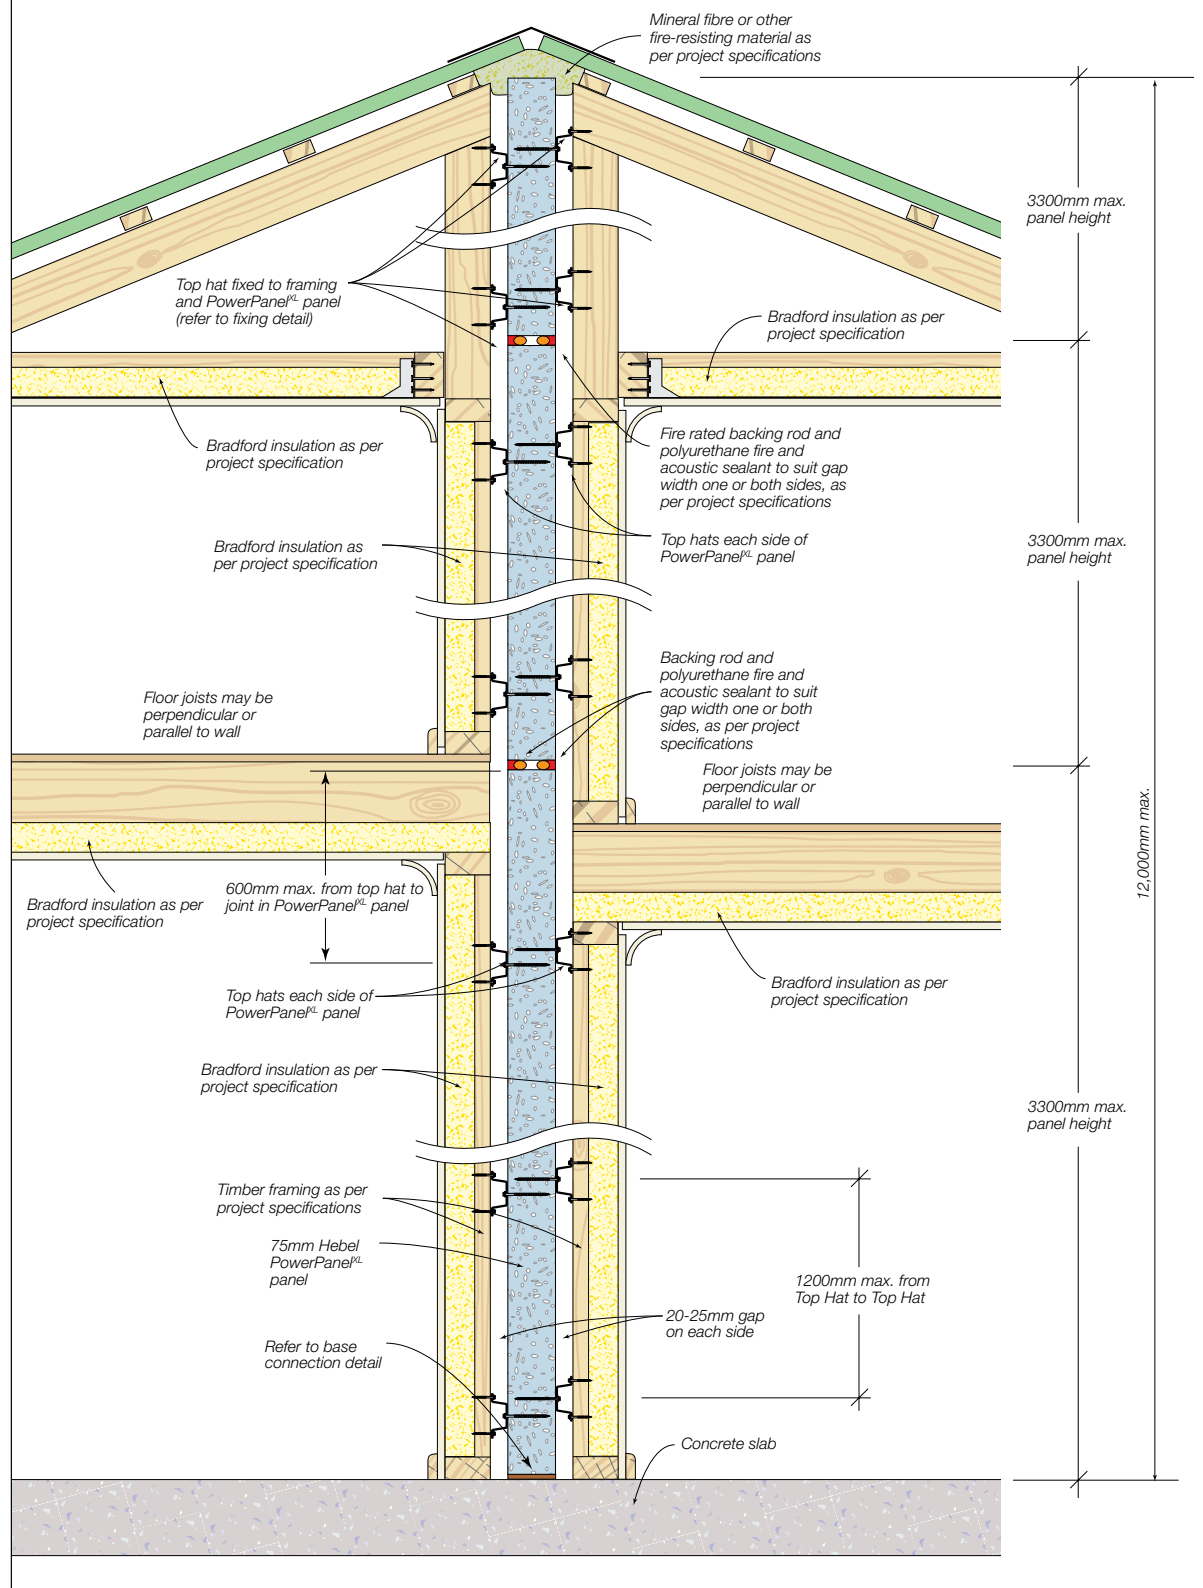 Mineral fibre or other
fire-resisting material as
per project specifications
3300mm max.
panel height
Top hat fixed to framing
and PowerPanelXL panel
(refer to fixing detail)
Bradford insulation as per
project specification
Bradford insulation as per
project specification
Fire rated backing rod and
polyurethane fire and
acoustic sealant to suit gap
width one or both sides, as
per project specifications
Top hats each side of
PowerPanelXL panel
3300mm max.
panel height
Bradford insulation as
per project specification
Backing rod and
polyurethane fire and
acoustic sealant to suit
gap width one or both
sides, as per project
specifications
Floor joists may be
perpendicular or
parallel to wall
Floor joists may be
perpendicular or
parallel to wall
12,000mm max.
600mm max. from top hat to
joint in PowerPanelXL panel
Bradford insulation as per
project specification
Top hats each side of
PowerPanelXL panel
Bradford insulation as per
project specification
Bradford insulation as per
project specification
3300mm max.
panel height
Timber framing as per
project specifications
75mm Hebel
PowerPanelXL
panel
1200mm max. from
Top Hat to Top Hat
20-25mm gap
on each side
Refer to base
connection detail
Concrete slab